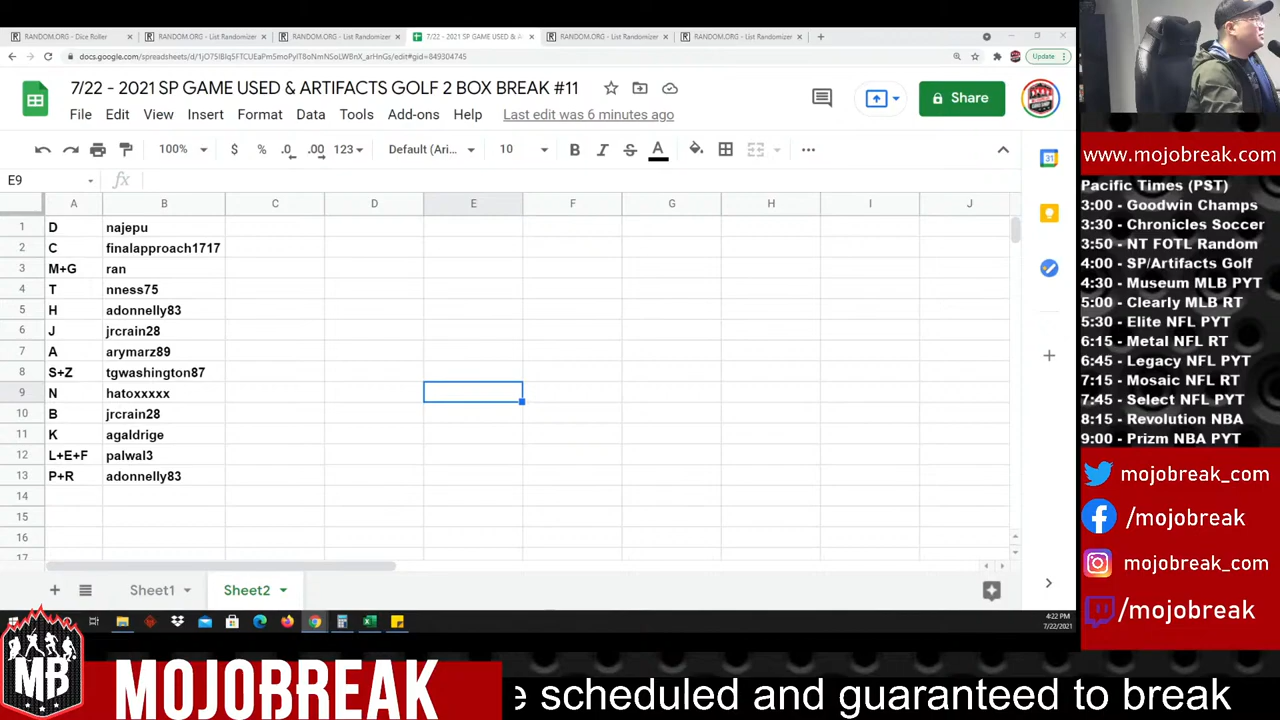 RANDOM.ORG - Dice Roller
RANDOM.ORG - List Randomizer
RANDOM.ORG - List Randomizer
7/22 - 2021 SP GAME USED & A
RANDOM.ORG - List Randomizer
RANDOM.ORG - List Randomizer
Update
7/22 - 2021 SP GAME USED & ARTIFACTS GOLF 2 BOX BREAK #11
File Edit View Insert Format Data Tools Add-ons Help Last edit was 6 minutes ago
Share
100% $ % .0 .00 123 Default (Ari... 10 B I S A
E9 fx
A B C D E F G H I J
1 D najepu
2 C finalapproach1717
3 M+G ran
4 T nness75
5 H adonnelly83
6 J jrcrain28
7 A arymarz89
8 S+Z tgwashington87
9 N hatoxxxxx
10 B jrcrain28
11 K agaldrige
12 L+E+F palwal3
13 P+R adonnelly83
14
15
16
17
Sheet1 Sheet2
4:22 PM
7/22/2021
www.mojobreak.com
Pacific Times (PST)
3:00 - Goodwin Champs
3:30 - Chronicles Soccer
3:50 - NT FOTL Random
4:00 - SP/Artifacts Golf
4:30 - Museum MLB PYT
5:00 - Clearly MLB RT
5:30 - Elite NFL PYT
6:15 - Metal NFL RT
6:45 - Legacy NFL PYT
7:15 - Mosaic NFL RT
7:45 - Select NFL PYT
8:15 - Revolution NBA
9:00 - Prizm NBA PYT
mojobreak_com
/mojobreak
mojobreak_com
/mojobreak
MB
MOJOBREAK
e scheduled and guaranteed to break